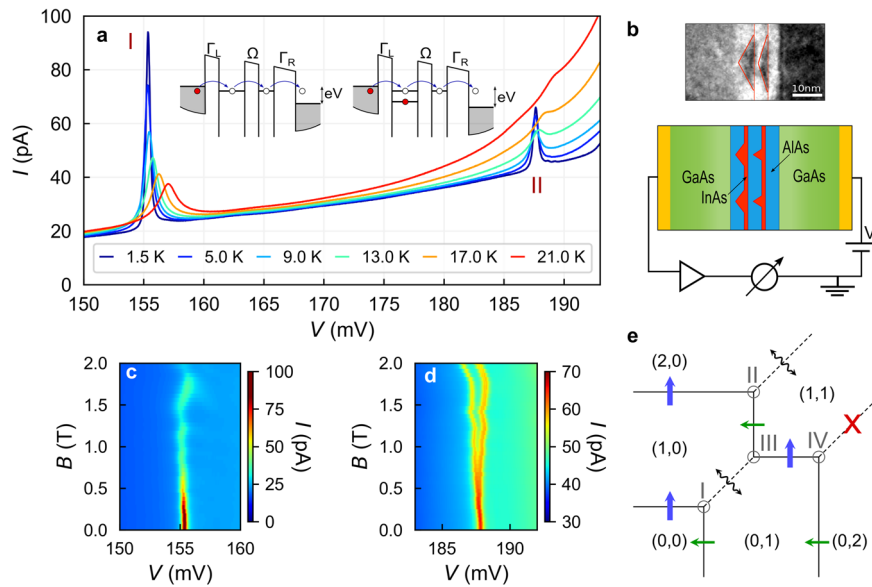 a
I
Γ_L Ω Γ_R
eV
Γ_L Ω Γ_R
eV
II
100
80
60
40
20
0
I (pA)
1.5 K 5.0 K 9.0 K 13.0 K 17.0 K 21.0 K
150 155 160 165 170 175 180 185 190
V (mV)
b
10nm
GaAs
InAs
AlAs
GaAs
V
c
2.0
1.5
1.0
0.5
0.0
B (T)
150 155 160
V (mV)
100
75
50
25
0
I (pA)
d
2.0
1.5
1.0
0.5
0.0
B (T)
185 190
V (mV)
70
60
50
40
30
I (pA)
e
(2,0)
II
(1,1)
(1,0)
III
IV
X
I
(0,0)
(0,1)
(0,2)